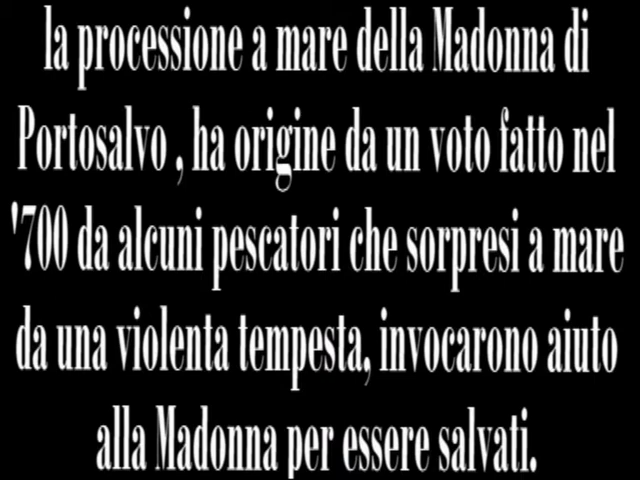 la processione a mare della Madonna di
Portosalvo , ha origine da un voto fatto nel
'700 da alcuni pescatori che sorpresi a mare
da una violenta tempesta, invocarono aiuto
alla Madonna per essere salvati.